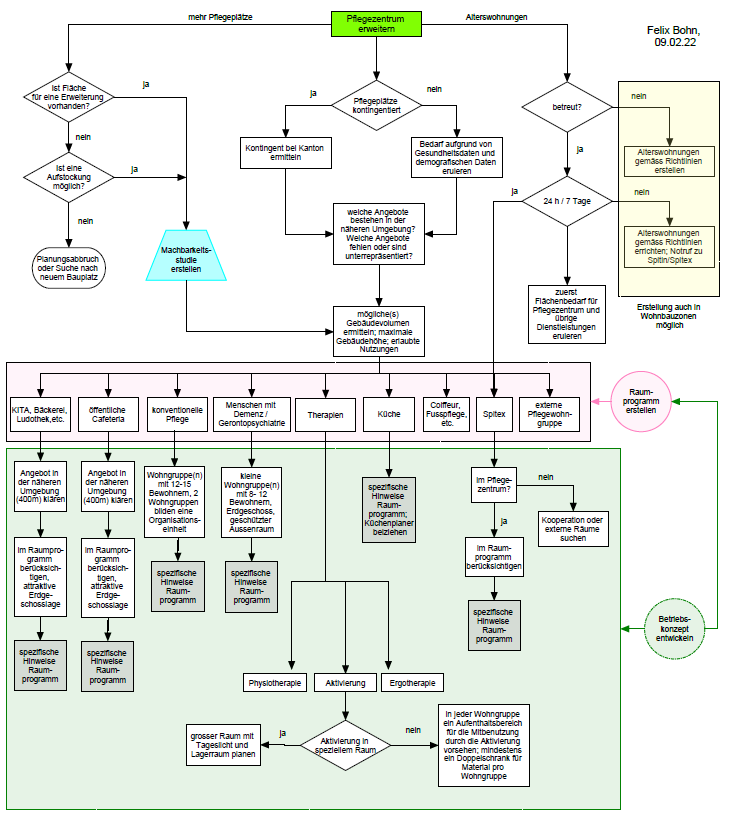 mehr Pflegeplätze
Pflegezentrum
erweitern
Alterswohnungen
Felix Bohn,
09.02.22
ist Fläche
für eine Erweiterung
vorhanden?
ja
nein
Ist eine
Aufstockung
möglich?
ja
nein
Planungsabbruch
oder Suche nach
neuem Bauplatz
Machbarkeits-
studie
erstellen
ja
Pflegeplätze
kontingentiert
nein
Kontingent bei Kanton
ermitteln
Bedarf aufgrund von
Gesundheitsdaten und
demografischen Daten
eruieren
welche Angebote
bestehen in der
näheren Umgebung?
Welche Angebote
fehlen oder sind
unterrepräsentiert?
mögliche(s)
Gebäudevolumen
ermitteln; maximale
Gebäudehöhe; erlaubte
Nutzungen
betreut?
nein
ja
Alterswohnungen
gemäss Richtlinien
erstellen
ja
24 h / 7 Tage
nein
Alterswohnungen
gemäss Richtlinien
errichten; Notruf zu
Spitin/Spitex
zuerst
Flächenbedarf für
Pflegezentrum und
übrige
Dienstleistungen
eruieren
Erstellung auch in
Wohnbauzonen
möglich
KITA, Bäckerei,
Ludothek,etc.
öffentliche
Cafeteria
konventionelle
Pflege
Menschen mit
Demenz /
Gerontopsychiatrie
Therapien
Küche
Coiffeur,
Fusspflege,
etc.
Spitex
externe
Pflegewohn-
gruppe
Raum-
programm
erstellen
Angebot in
der näheren
Umgebung
(400m) klären
Angebot in
der näheren
Umgebung
(400m) klären
Wohngruppe(n)
mit 12-15
Bewohnern, 2
Wohngruppen
bilden eine
Organisations-
einheit
kleine
Wohngruppe(n)
mit 8- 12
Bewohnern,
Erdgeschoss,
geschützter
Aussenraum
spezifische
Hinweise
Raum-
programm;
Küchenplaner
beiziehen
im Pflege-
zentrum?
nein
ja
Kooperation oder
externe Räume
suchen
im Raumpro-
gramm
berücksich-
tigen,
attraktive
Erdge-
schosslage
im Raumpro-
gramm
berücksich-
tigen,
attraktive
Erdge-
schosslage
spezifische
Hinweise
Raum-
programm
spezifische
Hinweise
Raum-
programm
im Raum-
programm
berücksichtigen
spezifische
Hinweise
Raum-
programm
spezifische
Hinweise
Raum-
programm
spezifische
Hinweise
Raum-
programm
Betriebs-
konzept
entwickeln
Physiotherapie
Aktivierung
Ergotherapie
grosser Raum mit
Tageslicht und
Lagerraum planen
ja
Aktivierung in
speziellem Raum
nein
in jeder Wohngruppe
ein Aufenthaltsbereich
für die Mitbenutzung
durch die Aktivierung
vorsehen; mindestens
ein Doppelschrank für
Material pro
Wohngruppe